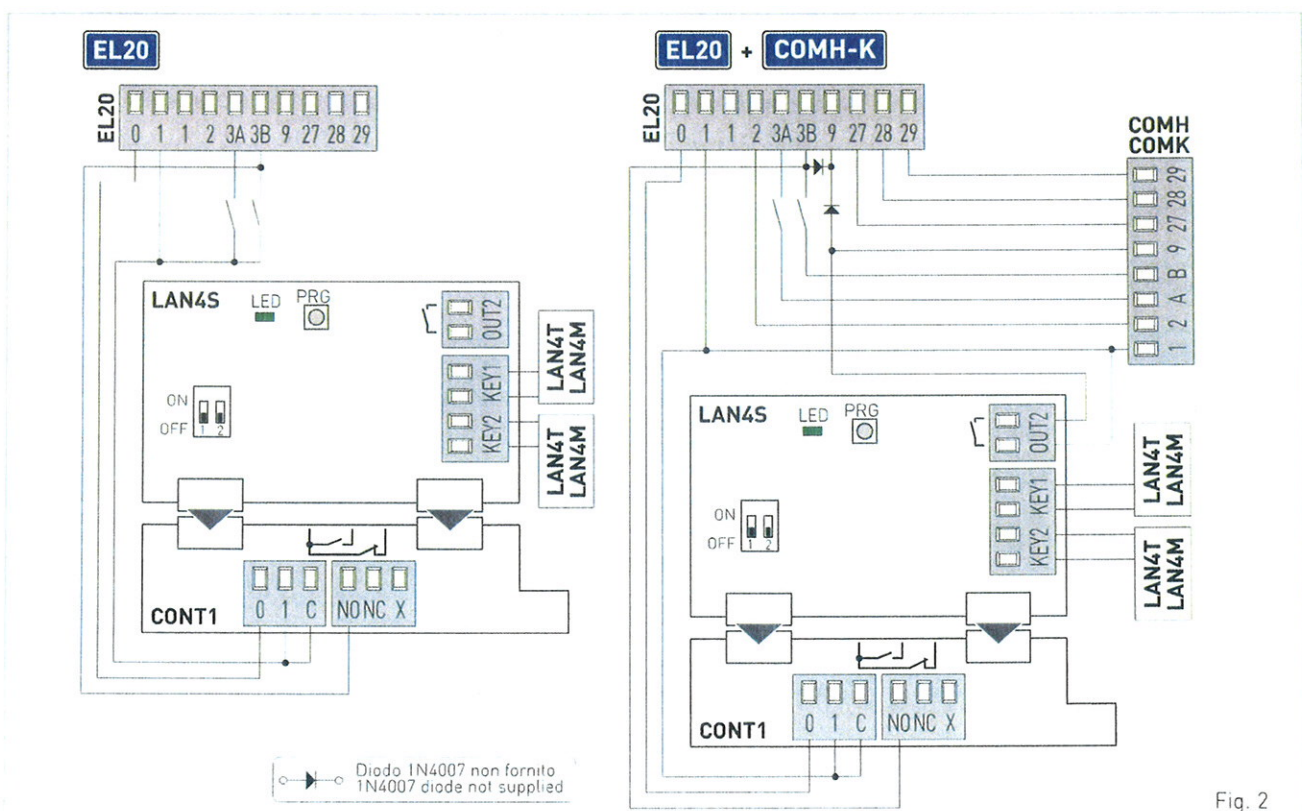 EL20
EL20
0 1 1 2 3A 3B 9 27 28 29
LAN4S
LED
PRG
ON
OFF
1 2
OUT2
KEY1
KEY2
LAN4T
LAN4M
LAN4T
LAN4M
CONT1
0 1 C
NO NC X
Diodo 1N4007 non fornito
1N4007 diode not supplied
EL20 + COMH-K
EL20
0 1 1 2 3A 3B 9 27 28 29
COMH
COMK
29
28
27
9
B
A
2
1
LAN4S
LED
PRG
ON
OFF
1 2
OUT2
KEY1
KEY2
LAN4T
LAN4M
LAN4T
LAN4M
CONT1
0 1 C
NO NC X
Fig. 2